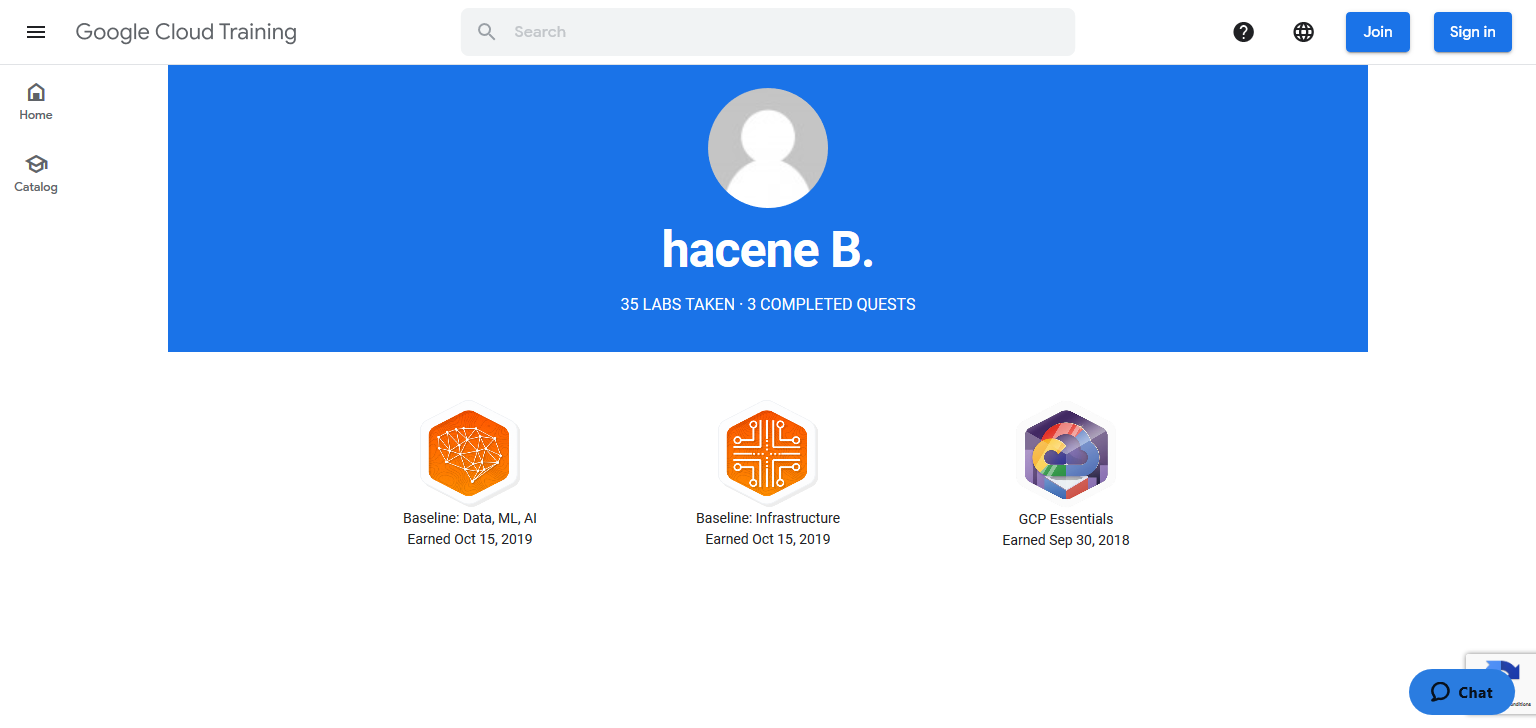 Google Cloud Training
Search
Join
Sign in
Home
Catalog
hacene B.
35 LABS TAKEN · 3 COMPLETED QUESTS
Baseline: Data, ML, AI
Earned Oct 15, 2019
Baseline: Infrastructure
Earned Oct 15, 2019
GCP Essentials
Earned Sep 30, 2018
Chat